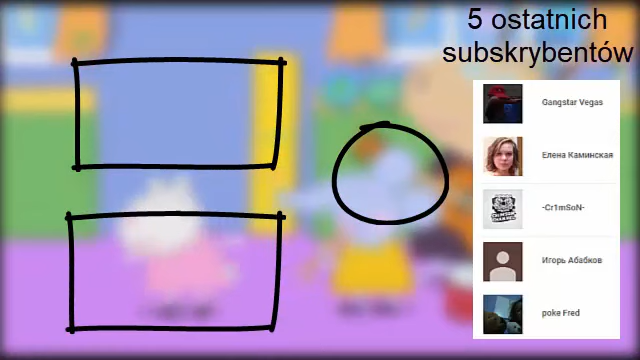 5 ostatnich
subskrybentów
Gangstar Vegas
Елена Каминская
-Cr1mSoN-
Игорь Абабков
poke Fred